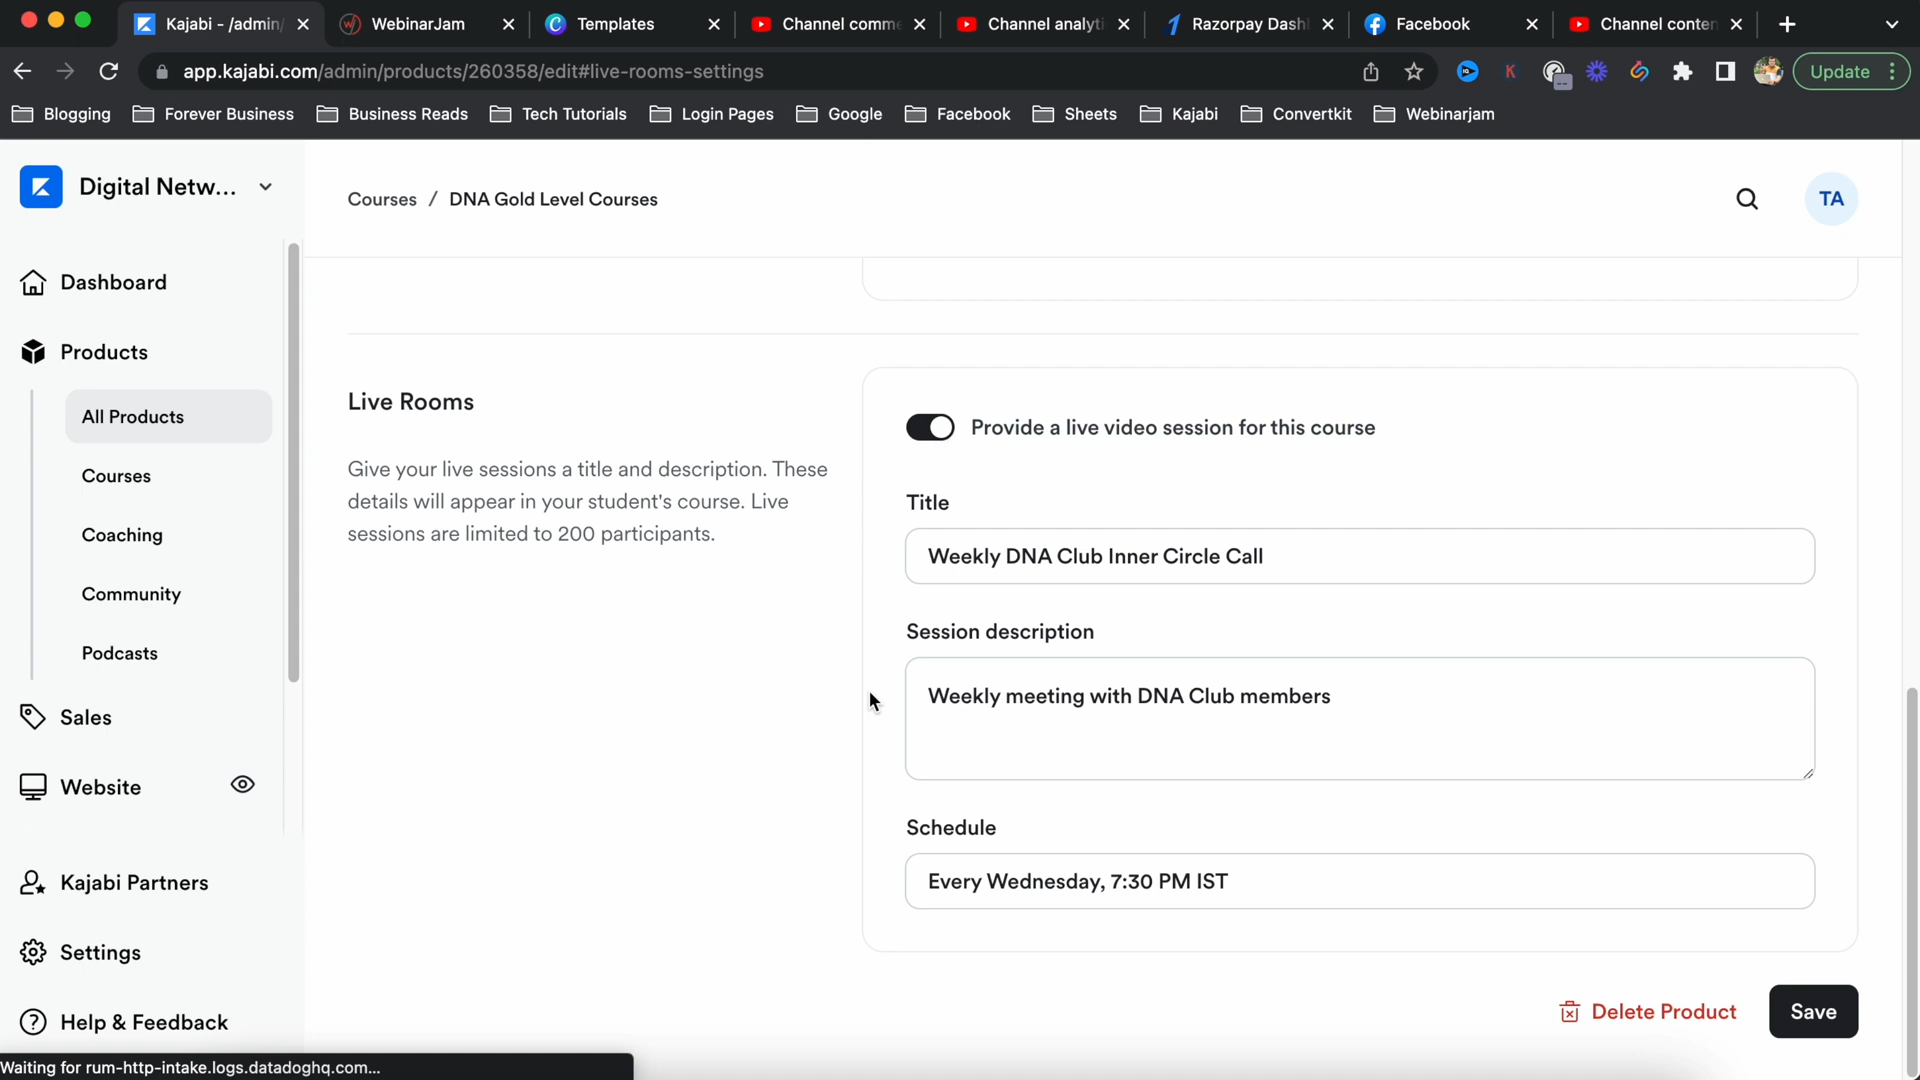 Kajabi - /admin/
WebinarJam
Templates
Channel comme
Channel analyti
Razorpay Dash
Facebook
Channel conten
app.kajabi.com/admin/products/260358/edit#live-rooms-settings
Update
Blogging
Forever Business
Business Reads
Tech Tutorials
Login Pages
Google
Facebook
Sheets
Kajabi
Convertkit
Webinarjam
Digital Netw...
Courses / DNA Gold Level Courses
TA
Dashboard
Products
All Products
Courses
Coaching
Community
Podcasts
Sales
Website
Kajabi Partners
Settings
Help & Feedback
Live Rooms
Give your live sessions a title and description. These
details will appear in your student's course. Live
sessions are limited to 200 participants.
Provide a live video session for this course
Title
Weekly DNA Club Inner Circle Call
Session description
Weekly meeting with DNA Club members
Schedule
Every Wednesday, 7:30 PM IST
Delete Product
Save
Waiting for rum-http-intake.logs.datadoghq.com...